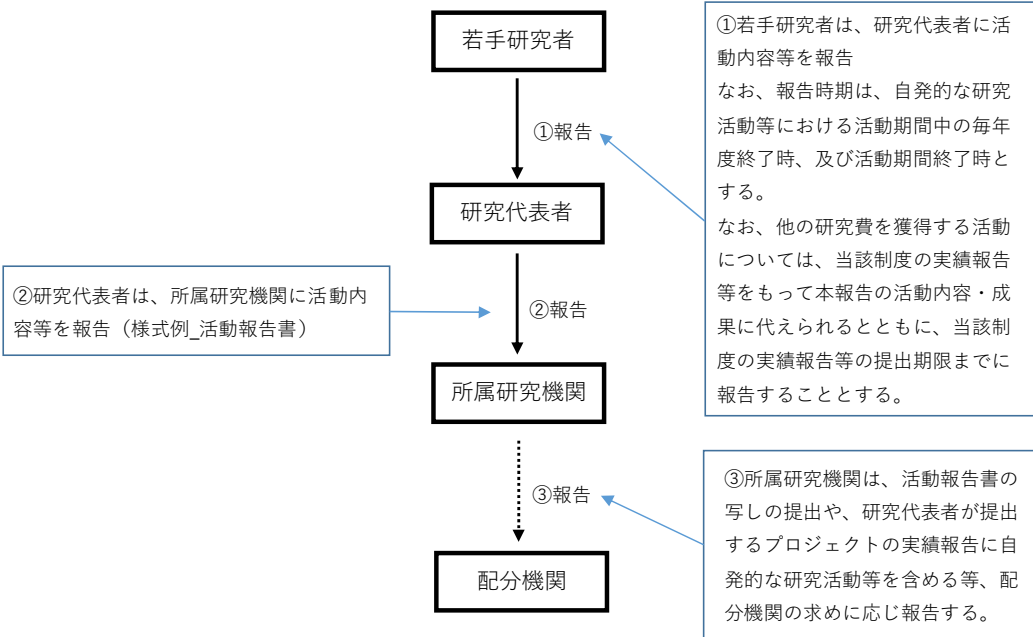 若手研究者
①報告
①若手研究者は、研究代表者に活
動内容等を報告
なお、報告時期は、自発的な研究
活動等における活動期間中の毎年
度終了時、及び活動期間終了時と
する。
なお、他の研究費を獲得する活動
については、当該制度の実績報告
等をもって本報告の活動内容・成
果に代えられるとともに、当該制
度の実績報告等の提出期限までに
報告することとする。
研究代表者
②研究代表者は、所属研究機関に活動内
容等を報告（様式例_活動報告書）
②報告
所属研究機関
③報告
③所属研究機関は、活動報告書の
写しの提出や、研究代表者が提出
するプロジェクトの実績報告に自
発的な研究活動等を含める等、配
分機関の求めに応じ報告する。
配分機関